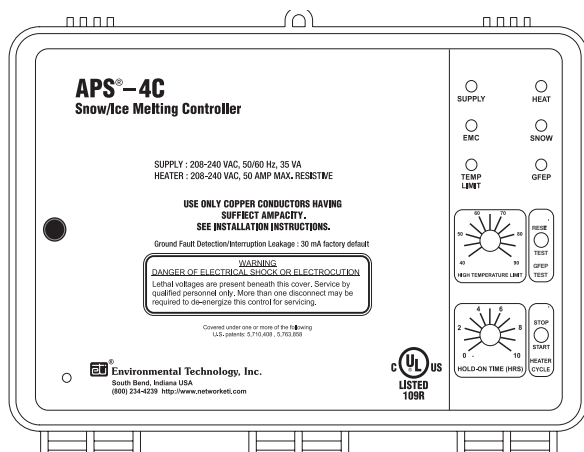 APS®–4C
Snow/Ice Melting Controller
SUPPLY : 208-240 VAC, 50/60 Hz, 35 VA
HEATER : 208-240 VAC, 50 AMP MAX. RESISTIVE
USE ONLY COPPER CONDUCTORS HAVING
SUFFIECT AMPACITY.
SEE INSTALLATION INSTRUCTIONS.
Ground Fault Detection/Interruption Leakage : 30 mA factory default
WARNING
DANGER OF ELECTRICAL SHOCK OR ELECTROCUTION
Lethal voltages are present beneath this cover. Service by
qualified personnel only. More than one disconnect may be
required to de-energize this control for servicing.
Covered under one or more of the following
U.S. patents: 5,710,408 , 5,763,858
eti ® Environmental Technology, Inc.
South Bend, Indiana USA
(800) 234-4239 http://www.networketi.com
C UL US
LISTED
109R
SUPPLY HEAT
EMC SNOW
TEMP LIMIT GFEP
40 50 60 70 80 90
HIGH TEMPERATURE LIMIT
RESE
TEST
GFEP
TEST
0 2 4 6 8 10
HOLD-ON TIME (HRS)
STOP
START
HEATER
CYCLE